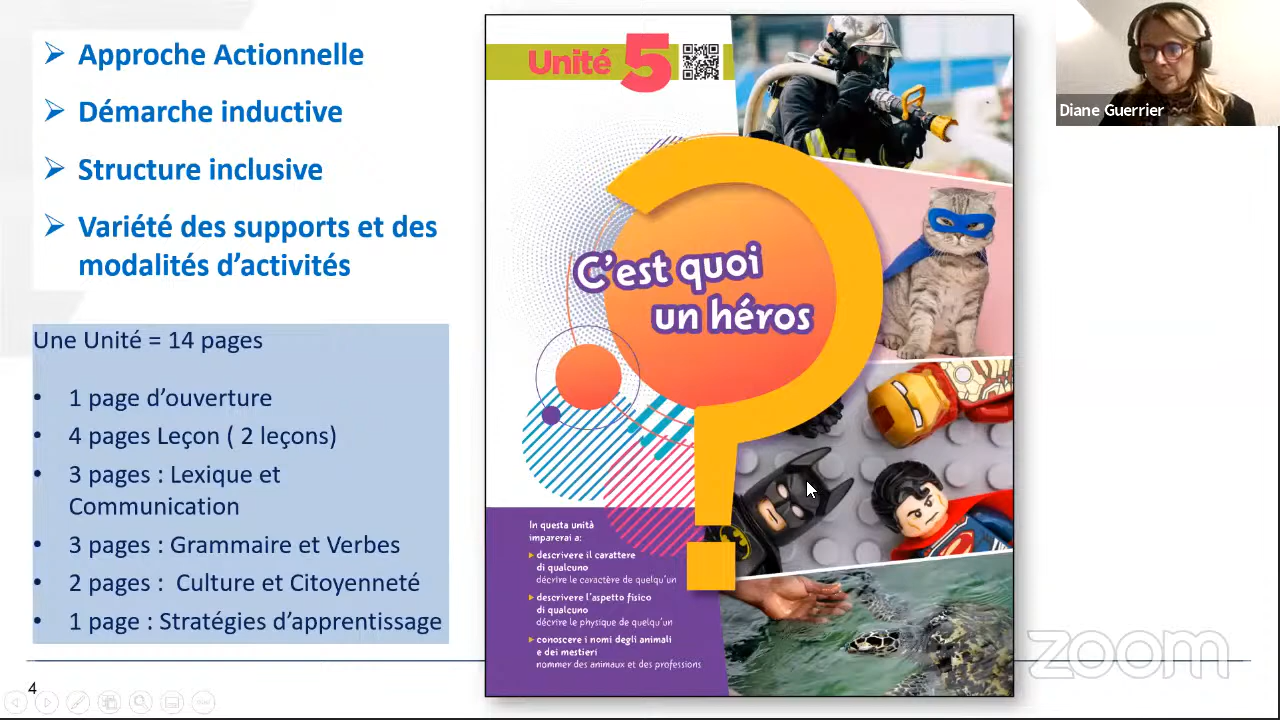 ➢ Approche Actionnelle
➢ Démarche inductive
➢ Structure inclusive
➢ Variété des supports et des
modalités d’activités
Une Unité = 14 pages
• 1 page d’ouverture
• 4 pages Leçon ( 2 leçons)
• 3 pages : Lexique et
Communication
• 3 pages : Grammaire et Verbes
• 2 pages : Culture et Citoyenneté
• 1 page : Stratégies d’apprentissage
4
Unité 5
C’est quoi
un héros
?
In questa unità
imparerai a:
descrivere il carattere
di qualcuno
décrire le caractère de quelqu’un
descrivere l’aspetto fisico
di qualcuno
décrire le physique de quelqu’un
conoscere i nomi degli animali
e dei mestieri
nommer des animaux et des professions
Diane Guerrier
zoom